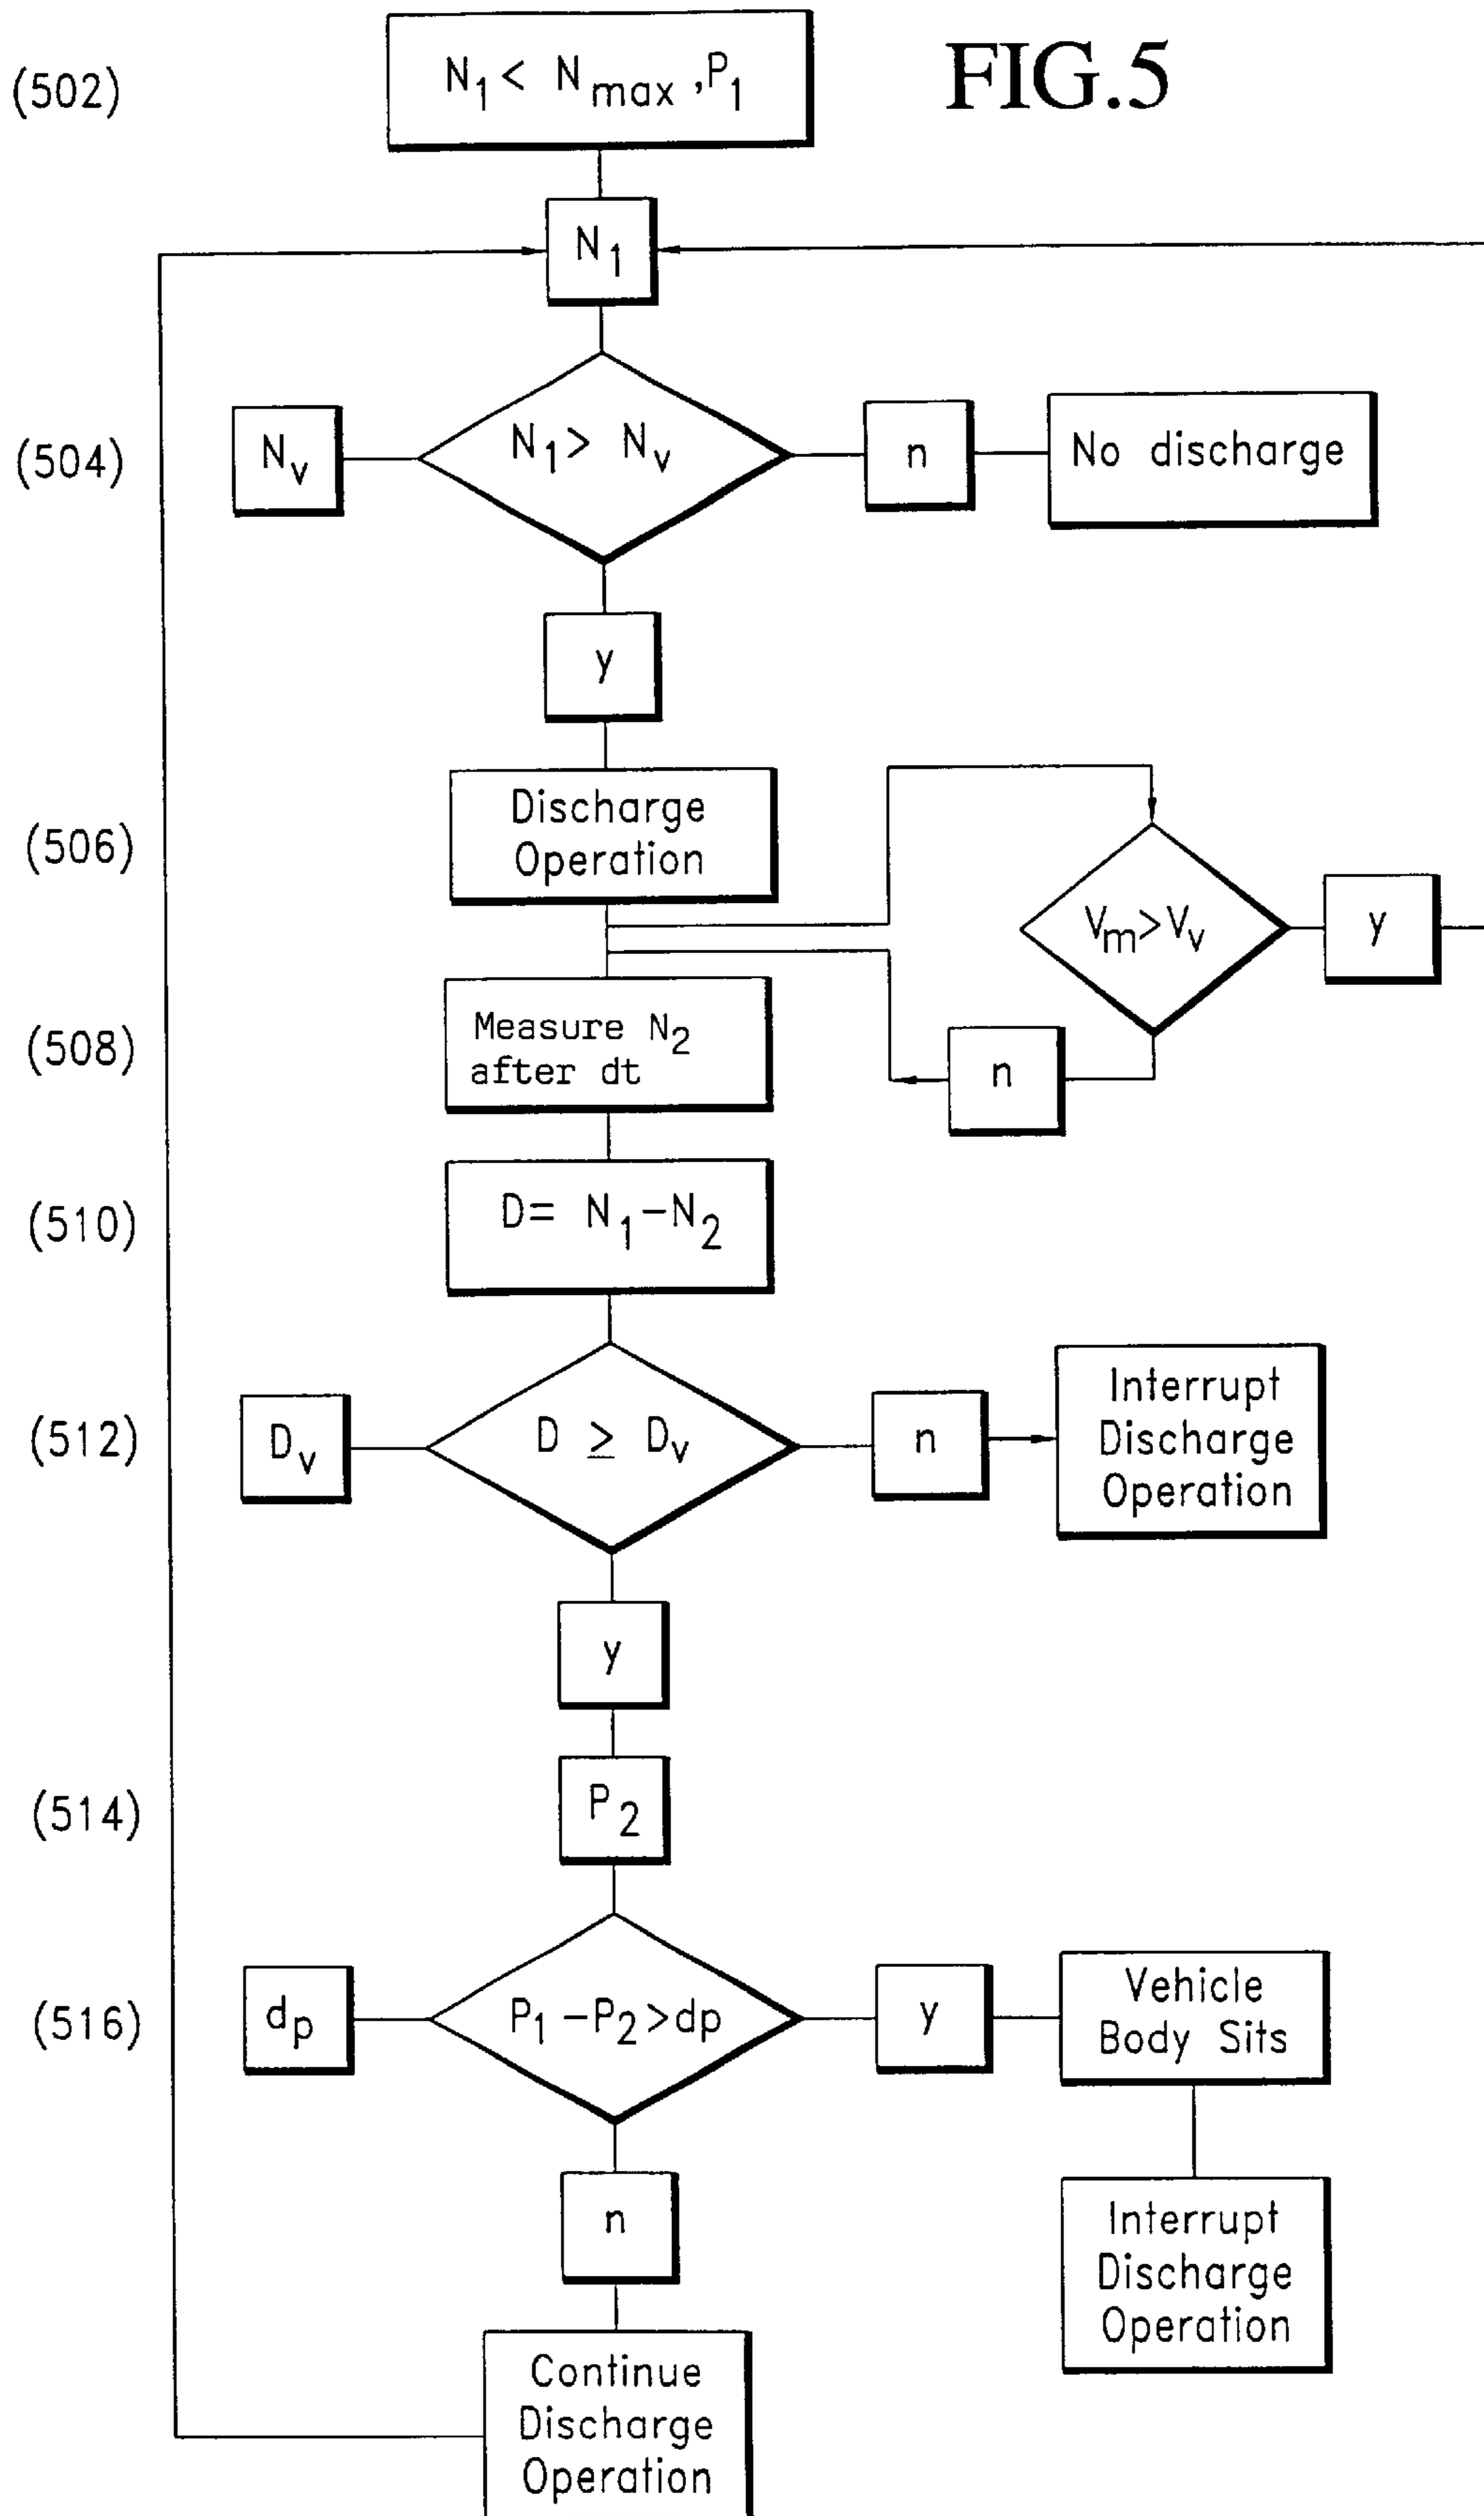 FIG.5
(502)
N1 < Nmax ,P1
N1
(504)
Nv
N1 > Nv
n
No discharge
y
(506)
Discharge
Operation
Vm>Vv
y
n
(508)
Measure N2
after dt
(510)
D= N1-N2
(512)
Dv
D ≥ Dv
n
Interrupt
Discharge
Operation
y
(514)
P2
(516)
dp
P1 -P2 >dp
y
Vehicle
Body Sits
n
Interrupt
Discharge
Operation
Continue
Discharge
Operation